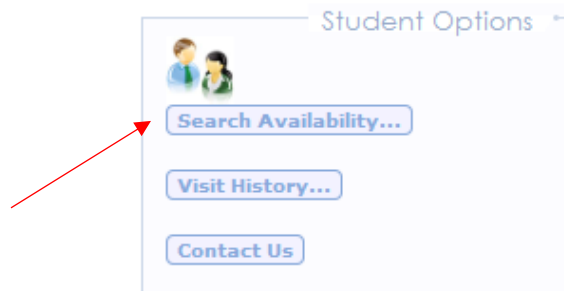 Student Options
Search Availability...
Visit History...
Contact Us